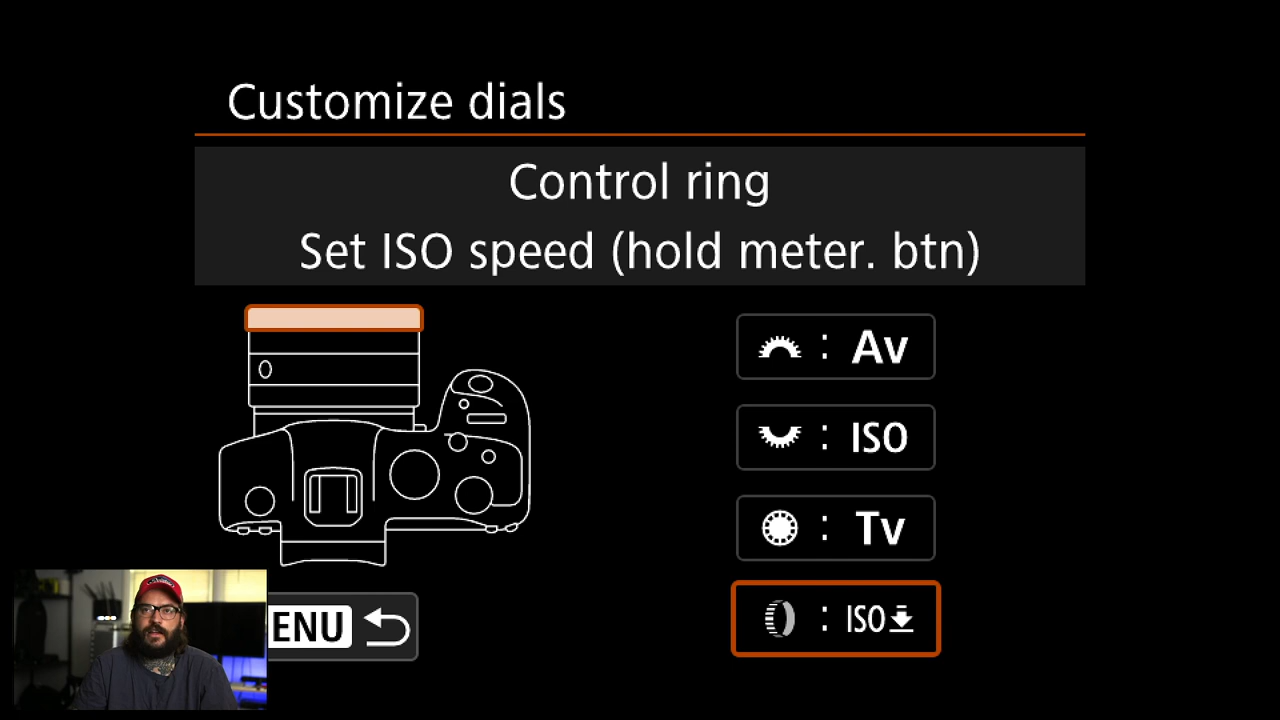 Customize dials
Control ring
Set ISO speed (hold meter. btn)
: Av
: ISO
: Tv
: ISO
ENU